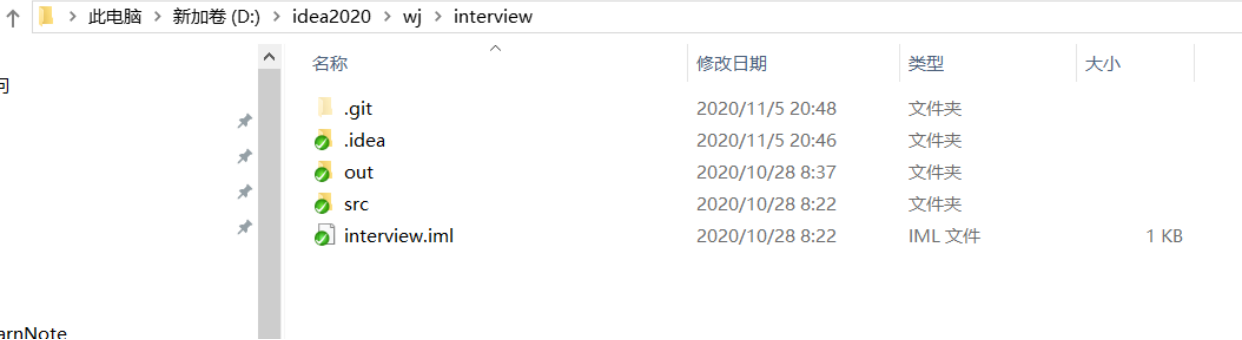 此电脑 > 新加卷 (D:) > idea2020 > wj > interview
名称 修改日期 类型 大小
问
.git 2020/11/5 20:48 文件夹
.idea 2020/11/5 20:46 文件夹
out 2020/10/28 8:37 文件夹
src 2020/10/28 8:22 文件夹
interview.iml 2020/10/28 8:22 IML 文件 1 KB
arnNote